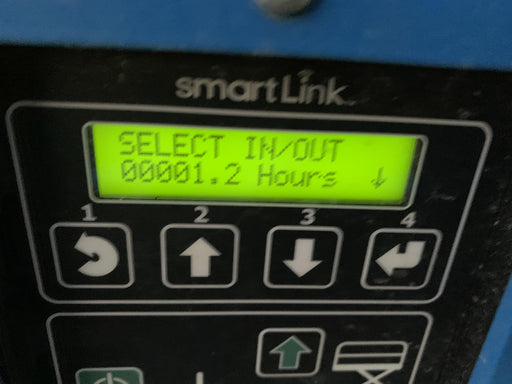 smartLink
SELECT IN/OUT
00001.2 Hours ↓
1 2 3 4